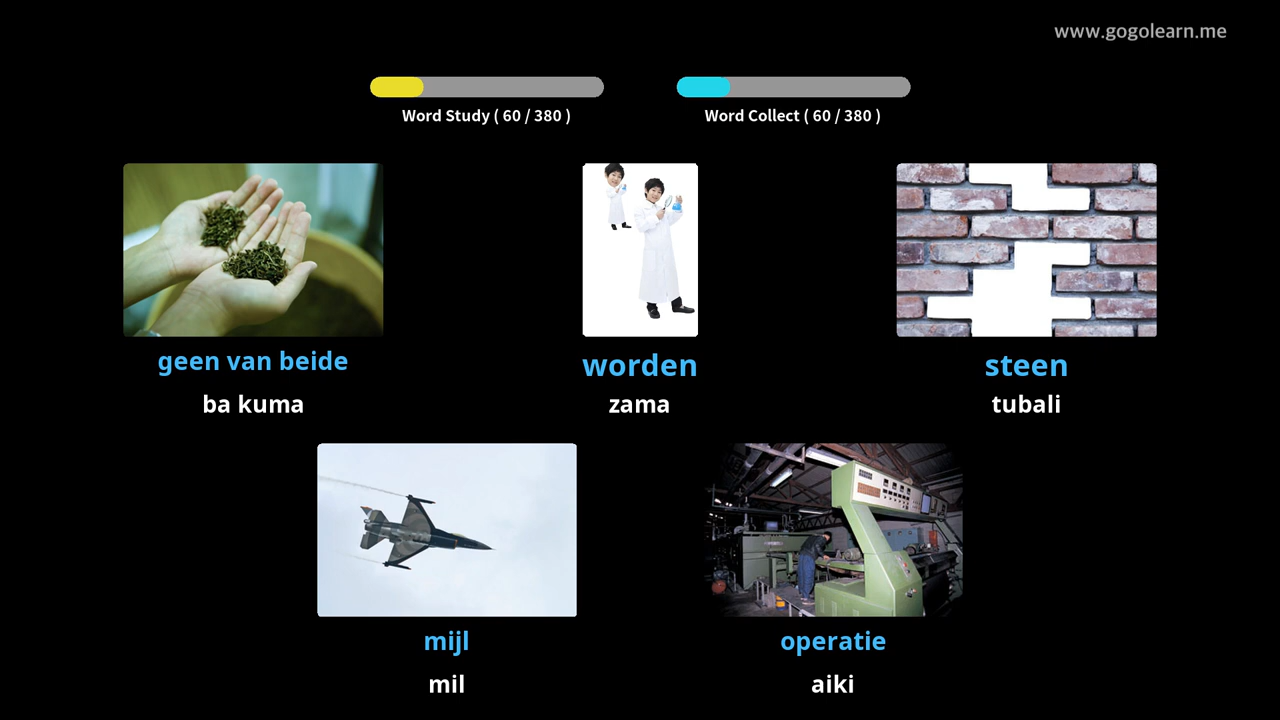 www.gogolearn.me
Word Study ( 60 / 380 )
Word Collect ( 60 / 380 )
geen van beide
ba kuma
worden
zama
steen
tubali
mijl
mil
operatie
aiki